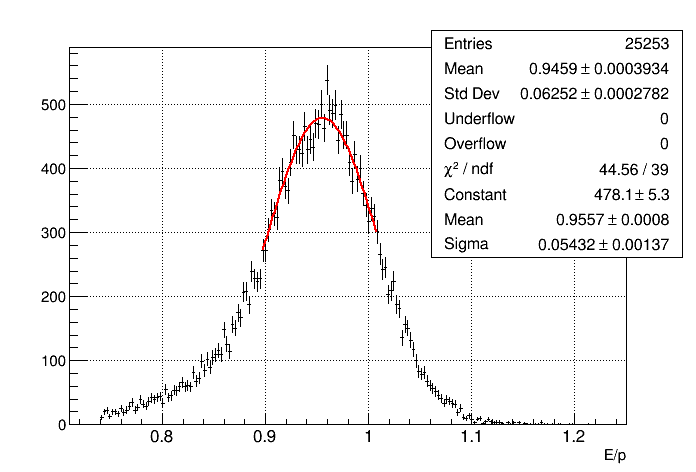 Entries 25253
Mean 0.9459 ± 0.0003934
Std Dev 0.06252 ± 0.0002782
Underflow 0
Overflow 0
χ² / ndf 44.56 / 39
Constant 478.1 ± 5.3
Mean 0.9557 ± 0.0008
Sigma 0.05432 ± 0.00137
500
400
300
200
100
0
0.8 0.9 1 1.1 1.2
E/p